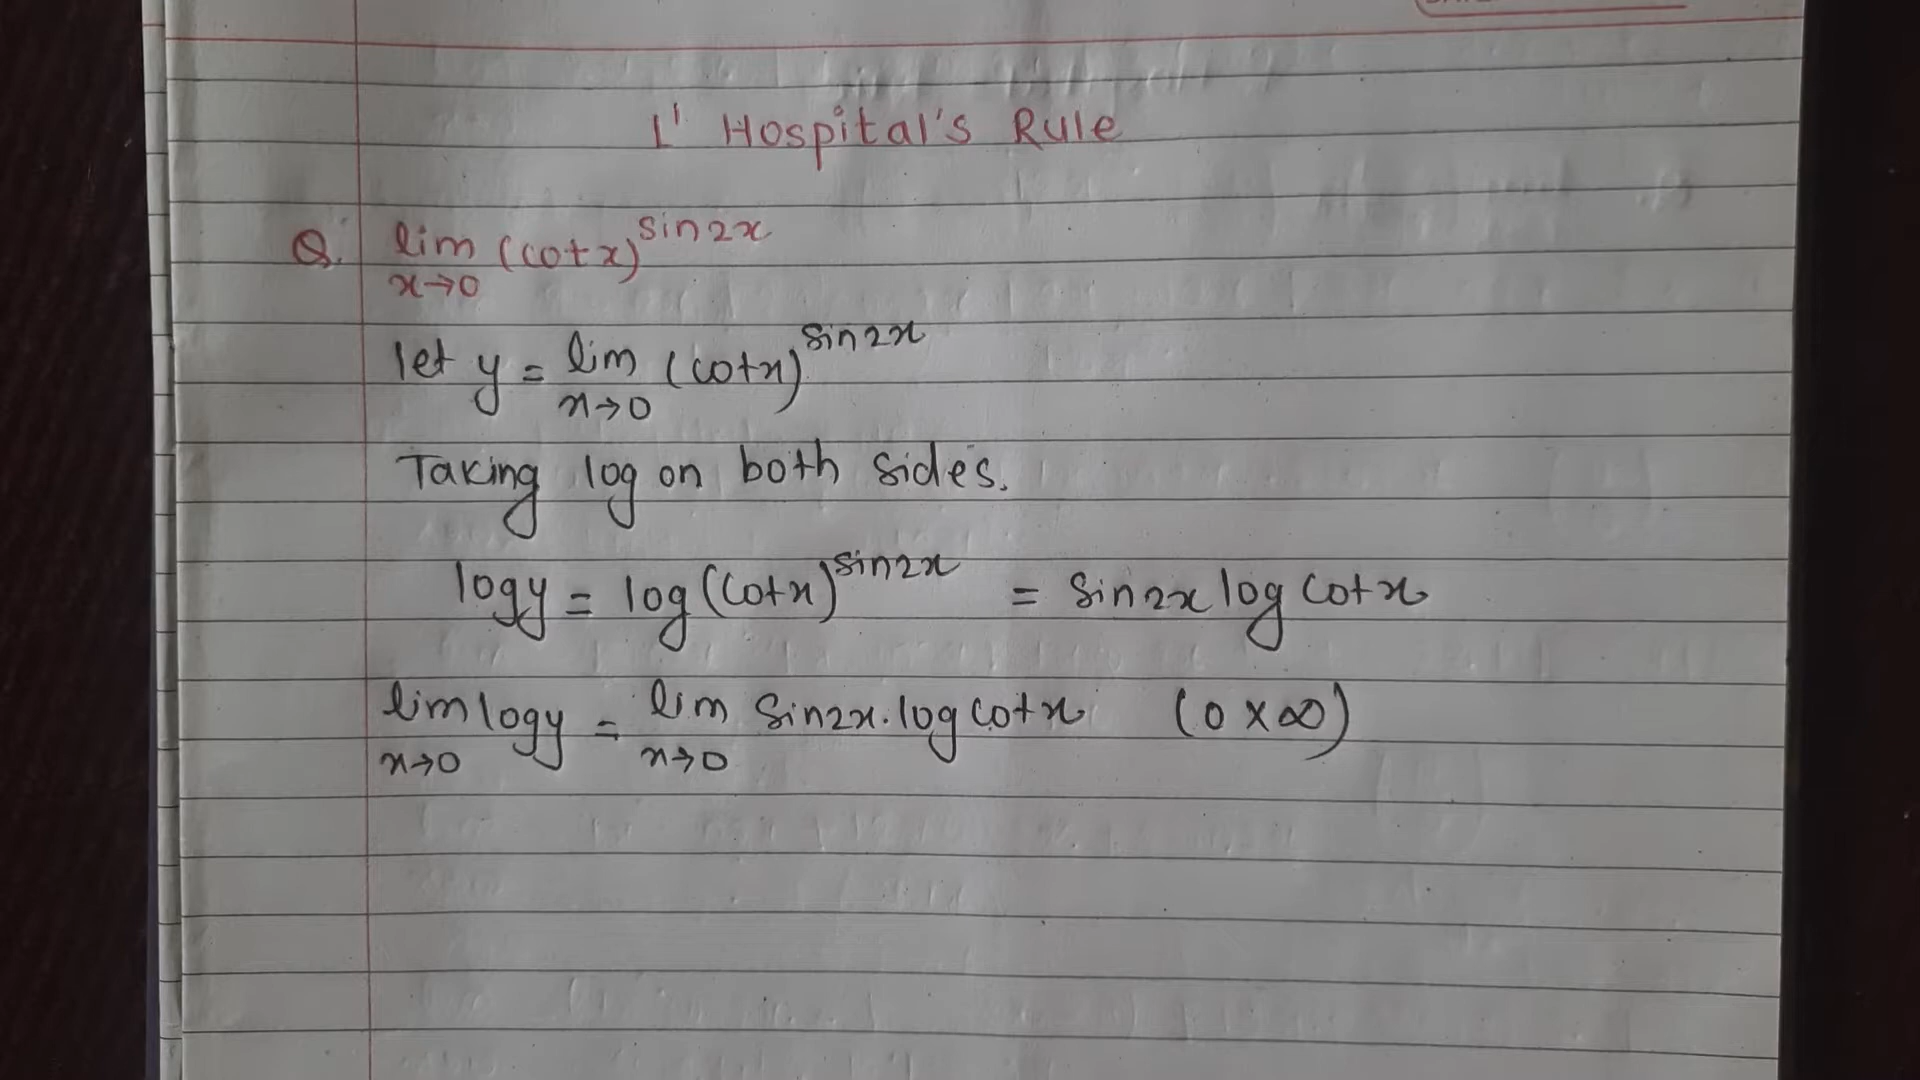 L' Hospital's Rule
Q. lim (cotx)^sin2x
x→0
let y = lim (cotx)^sin2x
x→0
Taking log on both sides.
logy = log(cotx)^sin2x = sin2x log cotx
lim logy = lim sin2x.log cotx (0 x ∞)
x→0 x→0